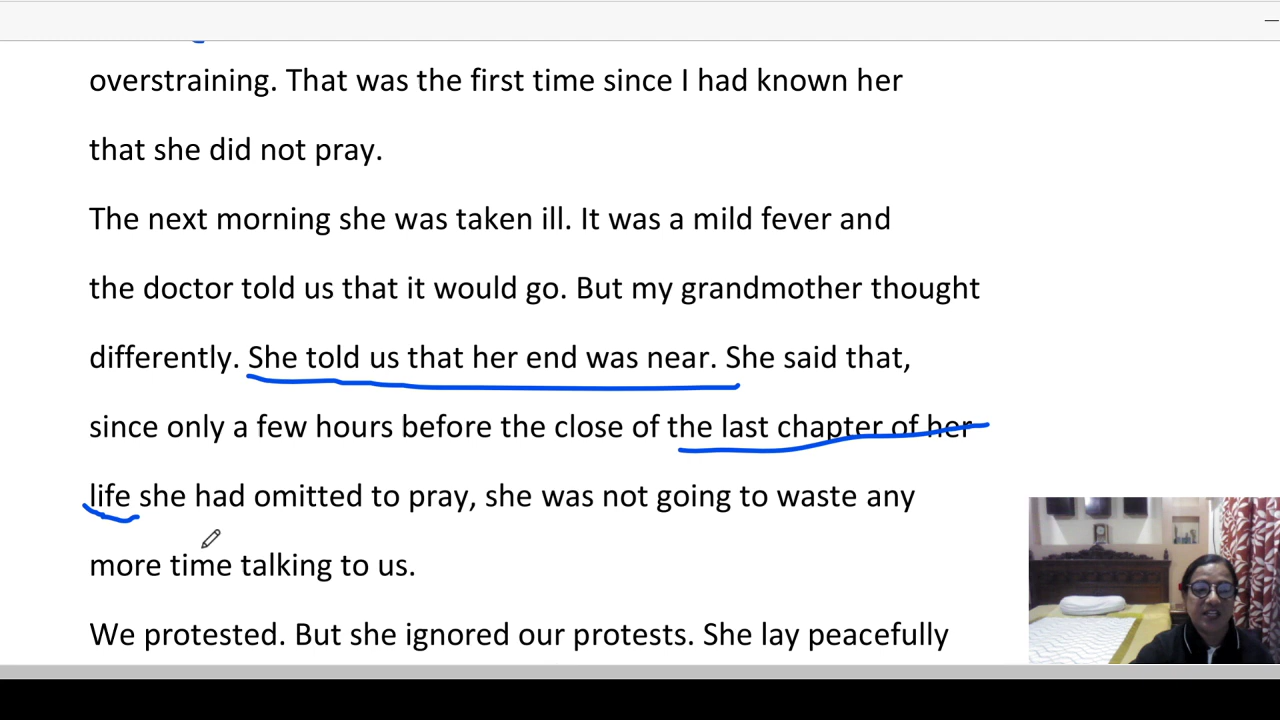 overstraining. That was the first time since I had known her
that she did not pray.
The next morning she was taken ill. It was a mild fever and
the doctor told us that it would go. But my grandmother thought
differently. She told us that her end was near. She said that,
since only a few hours before the close of the last chapter of her
life she had omitted to pray, she was not going to waste any
more time talking to us.
We protested. But she ignored our protests. She lay peacefully